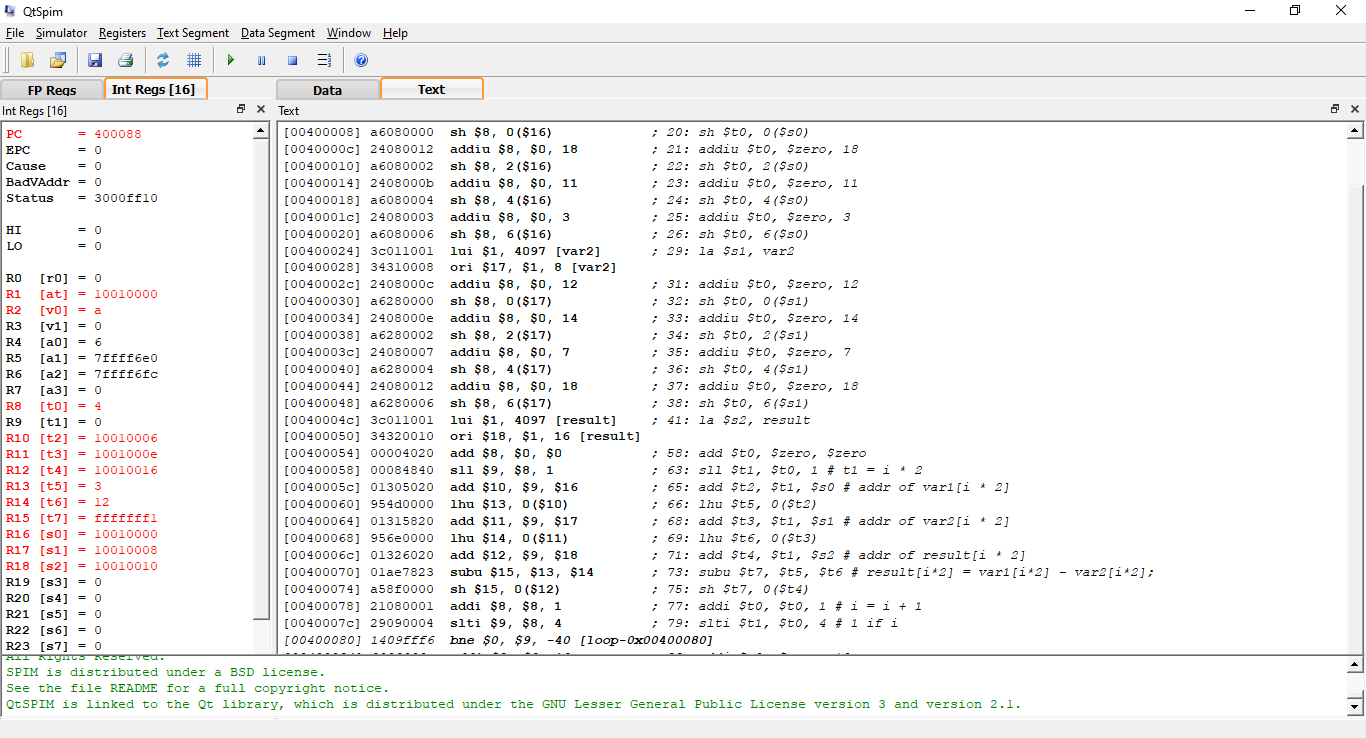 QtSpim
File Simulator Registers Text Segment Data Segment Window Help
FP Regs Int Regs [16] Data Text
Int Regs [16]
PC = 400088
EPC = 0
Cause = 0
BadVAddr = 0
Status = 3000ff10
HI = 0
LO = 0
R0 [r0] = 0
R1 [at] = 10010000
R2 [v0] = a
R3 [v1] = 0
R4 [a0] = 6
R5 [a1] = 7ffff6e0
R6 [a2] = 7ffff6fc
R7 [a3] = 0
R8 [t0] = 4
R9 [t1] = 0
R10 [t2] = 10010006
R11 [t3] = 1001000e
R12 [t4] = 10010016
R13 [t5] = 3
R14 [t6] = 12
R15 [t7] = fffffff1
R16 [s0] = 10010000
R17 [s1] = 10010008
R18 [s2] = 10010010
R19 [s3] = 0
R20 [s4] = 0
R21 [s5] = 0
R22 [s6] = 0
R23 [s7] = 0
Text
[00400008] a6080000 sh $8, 0($16) ; 20: sh $t0, 0($s0)
[0040000c] 24080012 addiu $8, $0, 18 ; 21: addiu $t0, $zero, 18
[00400010] a6080002 sh $8, 2($16) ; 22: sh $t0, 2($s0)
[00400014] 2408000b addiu $8, $0, 11 ; 23: addiu $t0, $zero, 11
[00400018] a6080004 sh $8, 4($16) ; 24: sh $t0, 4($s0)
[0040001c] 24080003 addiu $8, $0, 3 ; 25: addiu $t0, $zero, 3
[00400020] a6080006 sh $8, 6($16) ; 26: sh $t0, 6($s0)
[00400024] 3c011001 lui $1, 4097 [var2] ; 29: la $s1, var2
[00400028] 34310008 ori $17, $1, 8 [var2]
[0040002c] 2408000c addiu $8, $0, 12 ; 31: addiu $t0, $zero, 12
[00400030] a6280000 sh $8, 0($17) ; 32: sh $t0, 0($s1)
[00400034] 2408000e addiu $8, $0, 14 ; 33: addiu $t0, $zero, 14
[00400038] a6280002 sh $8, 2($17) ; 34: sh $t0, 2($s1)
[0040003c] 24080007 addiu $8, $0, 7 ; 35: addiu $t0, $zero, 7
[00400040] a6280004 sh $8, 4($17) ; 36: sh $t0, 4($s1)
[00400044] 24080012 addiu $8, $0, 18 ; 37: addiu $t0, $zero, 18
[00400048] a6280006 sh $8, 6($17) ; 38: sh $t0, 6($s1)
[0040004c] 3c011001 lui $1, 4097 [result] ; 41: la $s2, result
[00400050] 34320010 ori $18, $1, 16 [result]
[00400054] 00004020 add $8, $0, $0 ; 58: add $t0, $zero, $zero
[00400058] 00084840 sll $9, $8, 1 ; 63: sll $t1, $t0, 1 # t1 = i * 2
[0040005c] 01305020 add $10, $9, $16 ; 65: add $t2, $t1, $s0 # addr of var1[i * 2]
[00400060] 954d0000 lhu $13, 0($10) ; 66: lhu $t5, 0($t2)
[00400064] 01315820 add $11, $9, $17 ; 68: add $t3, $t1, $s1 # addr of var2[i * 2]
[00400068] 956e0000 lhu $14, 0($11) ; 69: lhu $t6, 0($t3)
[0040006c] 01326020 add $12, $9, $18 ; 71: add $t4, $t1, $s2 # addr of result[i * 2]
[00400070] 01ae7823 subu $15, $13, $14 ; 73: subu $t7, $t5, $t6 # result[i*2] = var1[i*2] - var2[i*2];
[00400074] a58f0000 sh $15, 0($12) ; 75: sh $t7, 0($t4)
[00400078] 21080001 addi $8, $8, 1 ; 77: addi $t0, $t0, 1 # i = i + 1
[0040007c] 29090004 slti $9, $8, 4 ; 79: slti $t1, $t0, 4 # 1 if i
[00400080] 1409fff6 bne $0, $9, -40 [loop-0x00400080]
All Rights Reserved.
SPIM is distributed under a BSD license.
See the file README for a full copyright notice.
QtSPIM is linked to the Qt library, which is distributed under the GNU Lesser General Public License version 3 and version 2.1.